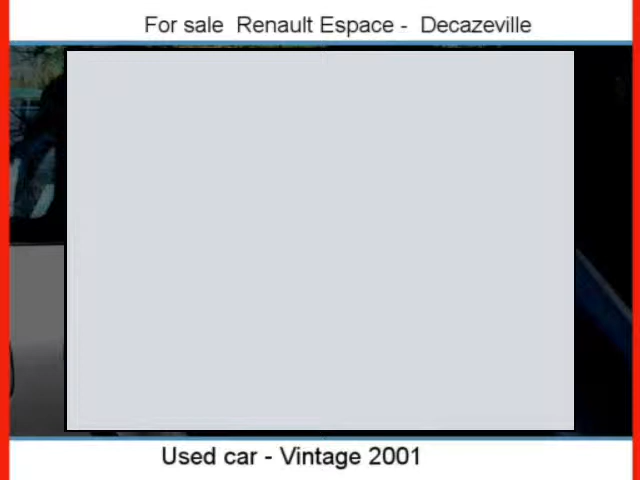 For sale  Renault Espace -  Decazeville
Used car - Vintage 2001